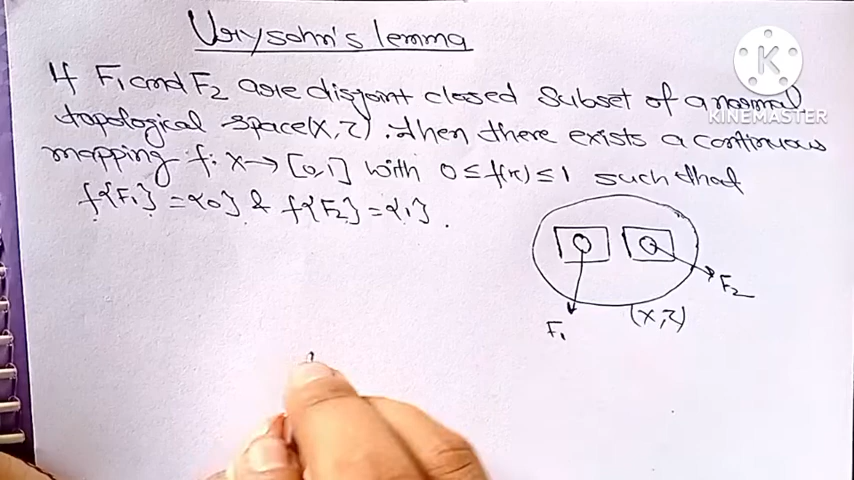 Urysohn's lemma
If F₁ and F₂ are disjoint closed subset of a normal
topological space (X, τ). then there exists a continuous
mapping f: X → [0,1] with 0 ≤ f(x) ≤ 1 such that
f{F₁} = {0} & f{F₂} = {1}.
F₂
F₁
(X, τ)
K
KINEMASTER